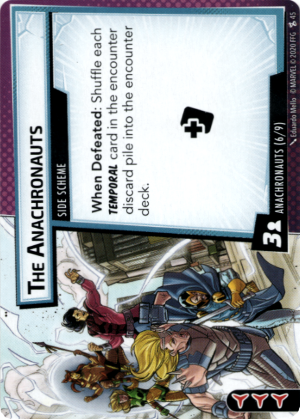 THE ANACHRONAUTS
SIDE SCHEME
When Defeated: Shuffle each
TEMPORAL card in the encounter
discard pile into the encounter
deck.
3
ANACHRONAUTS (6/9)
Eduardo Mello © MARVEL © 2020 FFG 45